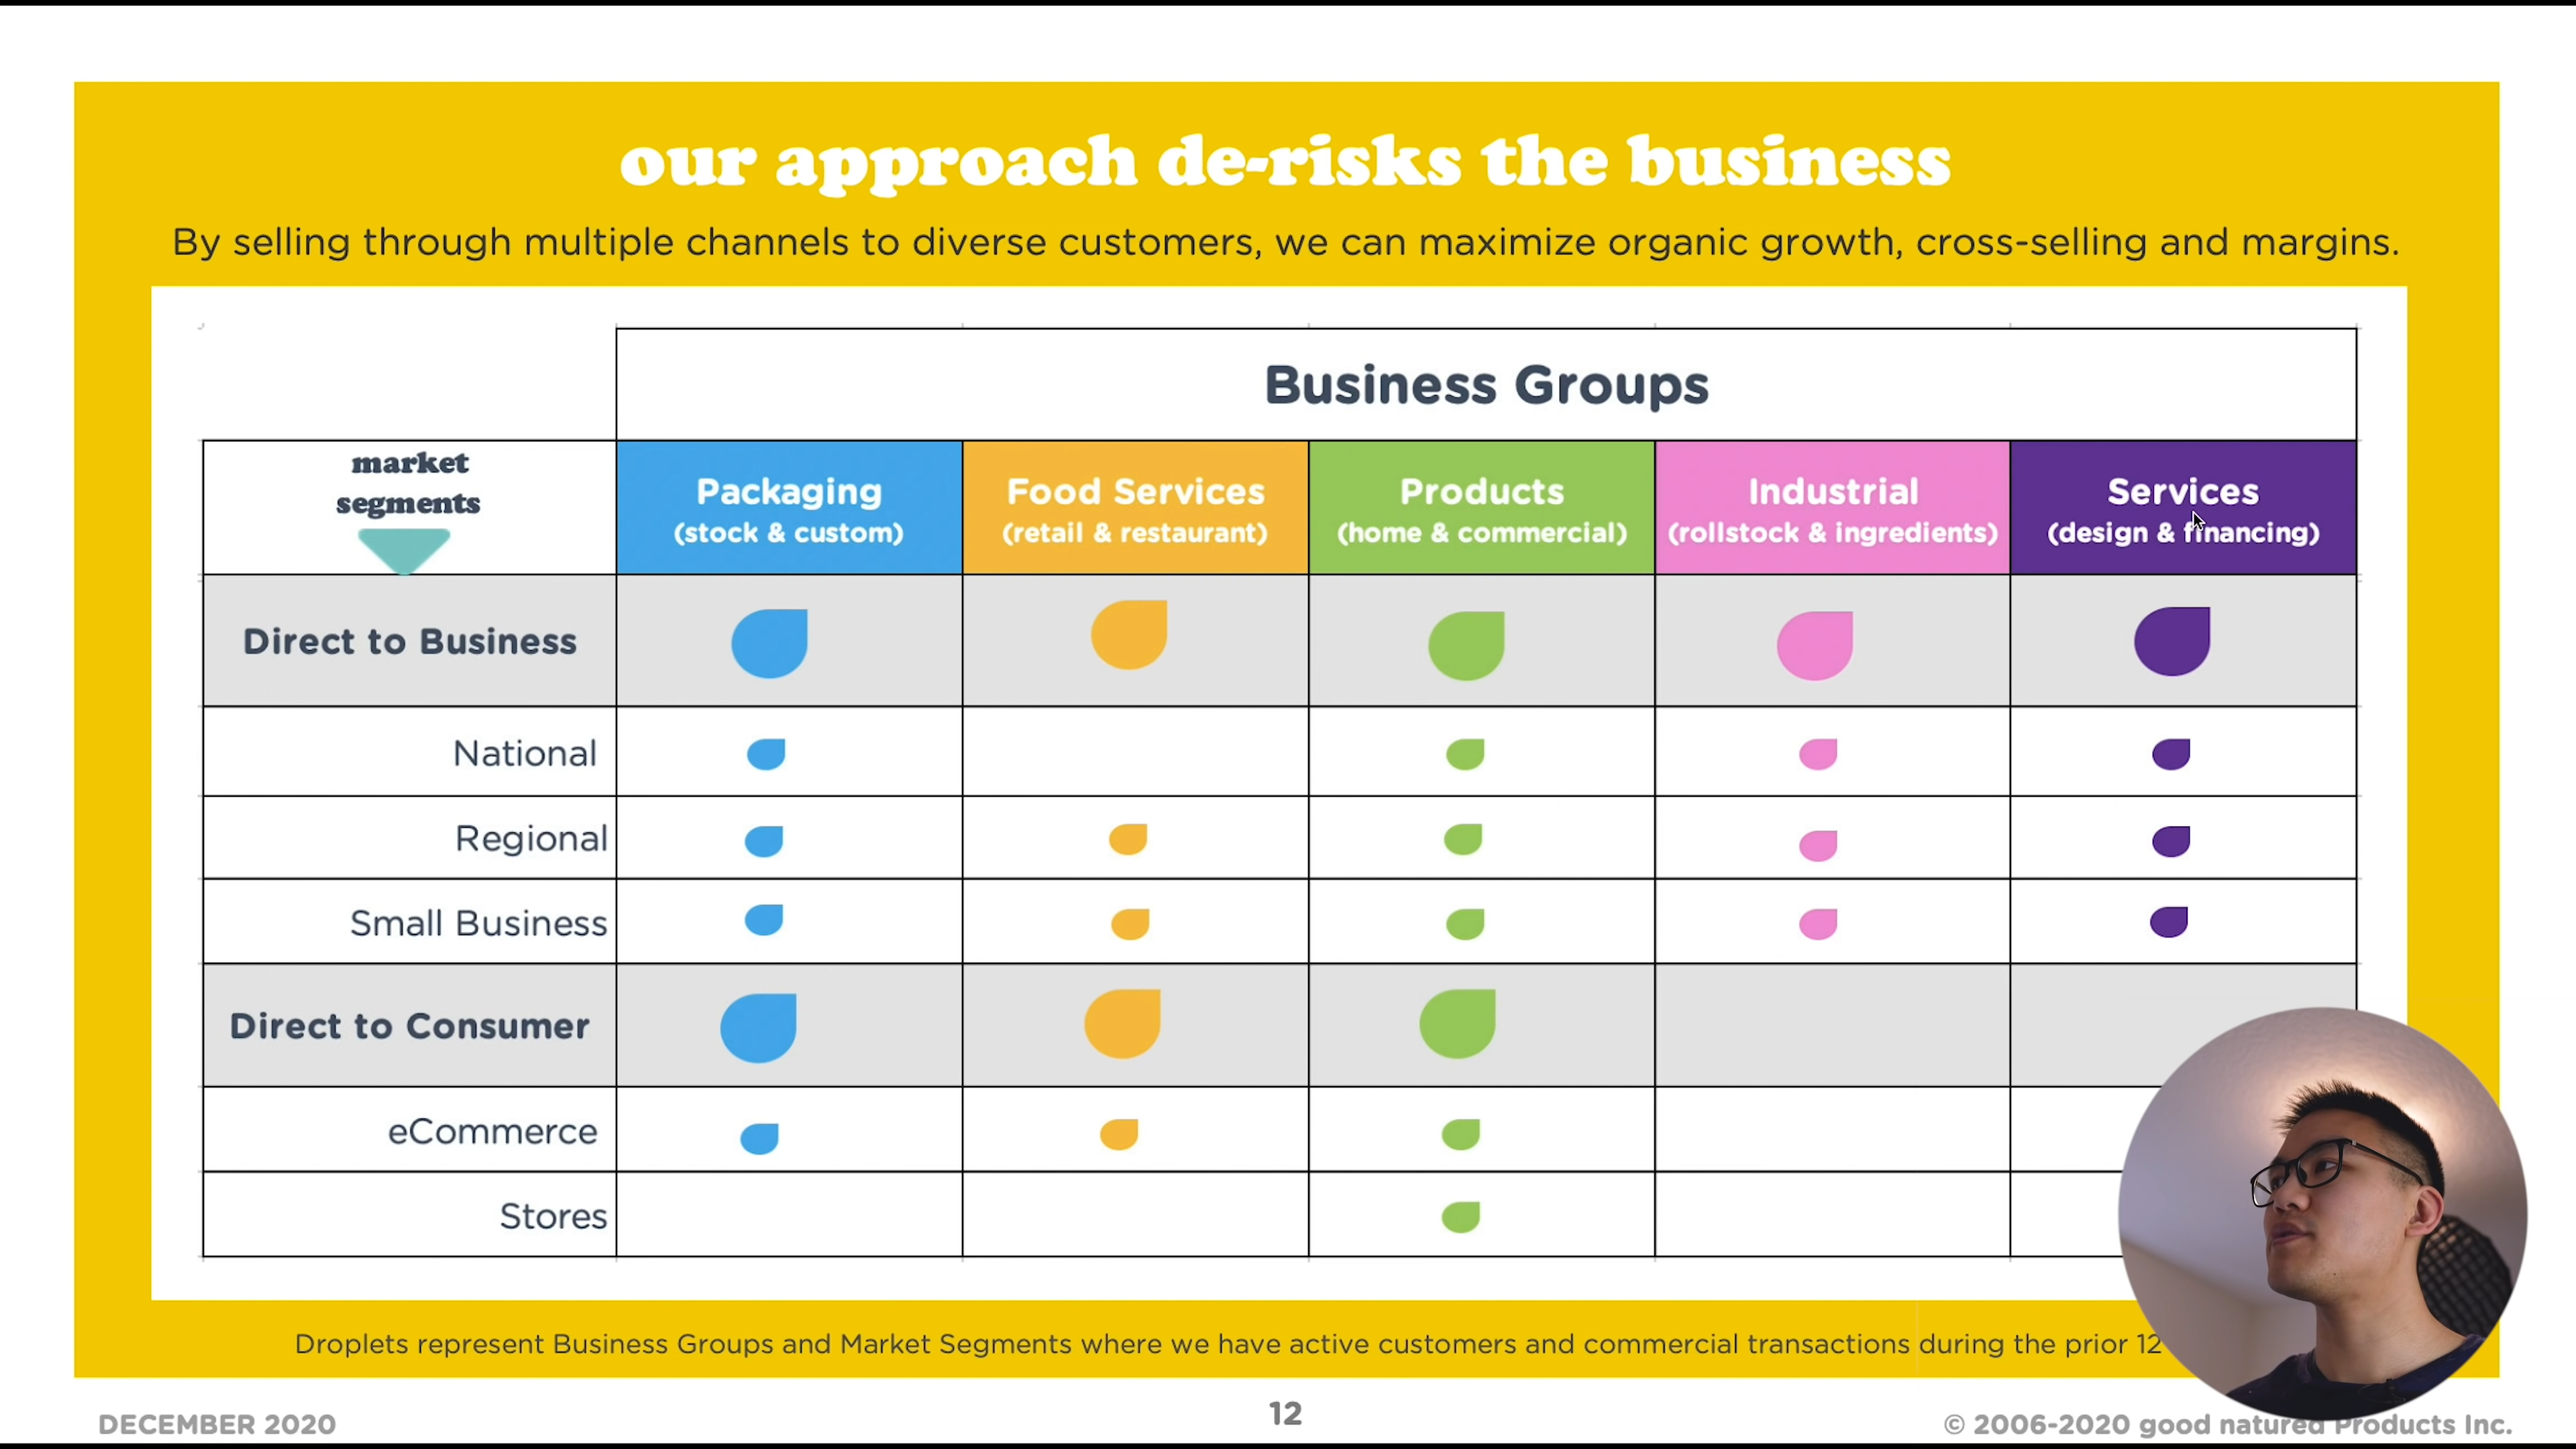 our approach de-risks the business
By selling through multiple channels to diverse customers, we can maximize organic growth, cross-selling and margins.
Business Groups
market
segments
Packaging
(stock & custom)
Food Services
(retail & restaurant)
Products
(home & commercial)
Industrial
(rollstock & ingredients)
Services
(design & financing)
Direct to Business
National
Regional
Small Business
Direct to Consumer
eCommerce
Stores
Droplets represent Business Groups and Market Segments where we have active customers and commercial transactions during the prior 12
DECEMBER 2020
12
© 2006-2020 good natured Products Inc.